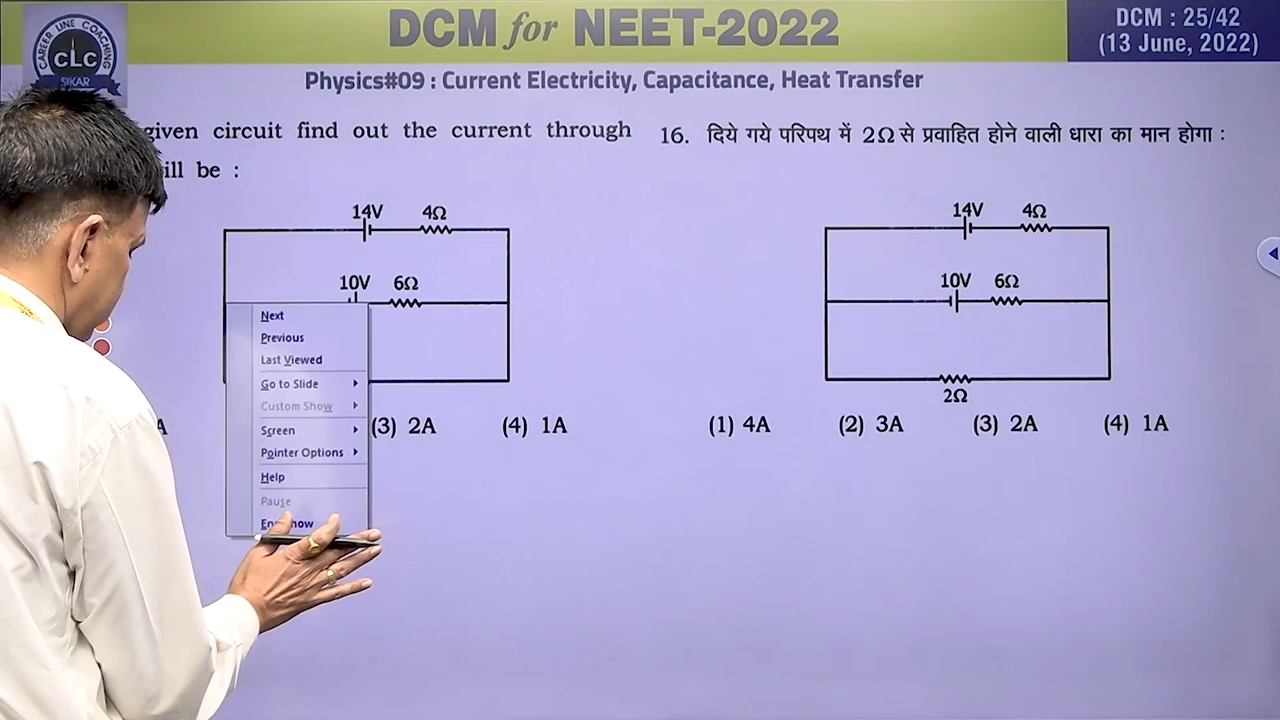 DCM for NEET-2022
DCM : 25/42
(13 June, 2022)
CAREER LINE COACHING
CLC
SIKAR
Physics#09 : Current Electricity, Capacitance, Heat Transfer
given circuit find out the current through
ill be :
14V 4Ω
10V 6Ω
A
(3) 2A (4) 1A
Next
Previous
Last Viewed
Go to Slide
Custom Show
Screen
Pointer Options
Help
Pause
16. दिये गये परिपथ में 2Ω से प्रवाहित होने वाली धारा का मान होगा :
14V 4Ω
10V 6Ω
2Ω
(1) 4A (2) 3A (3) 2A (4) 1A